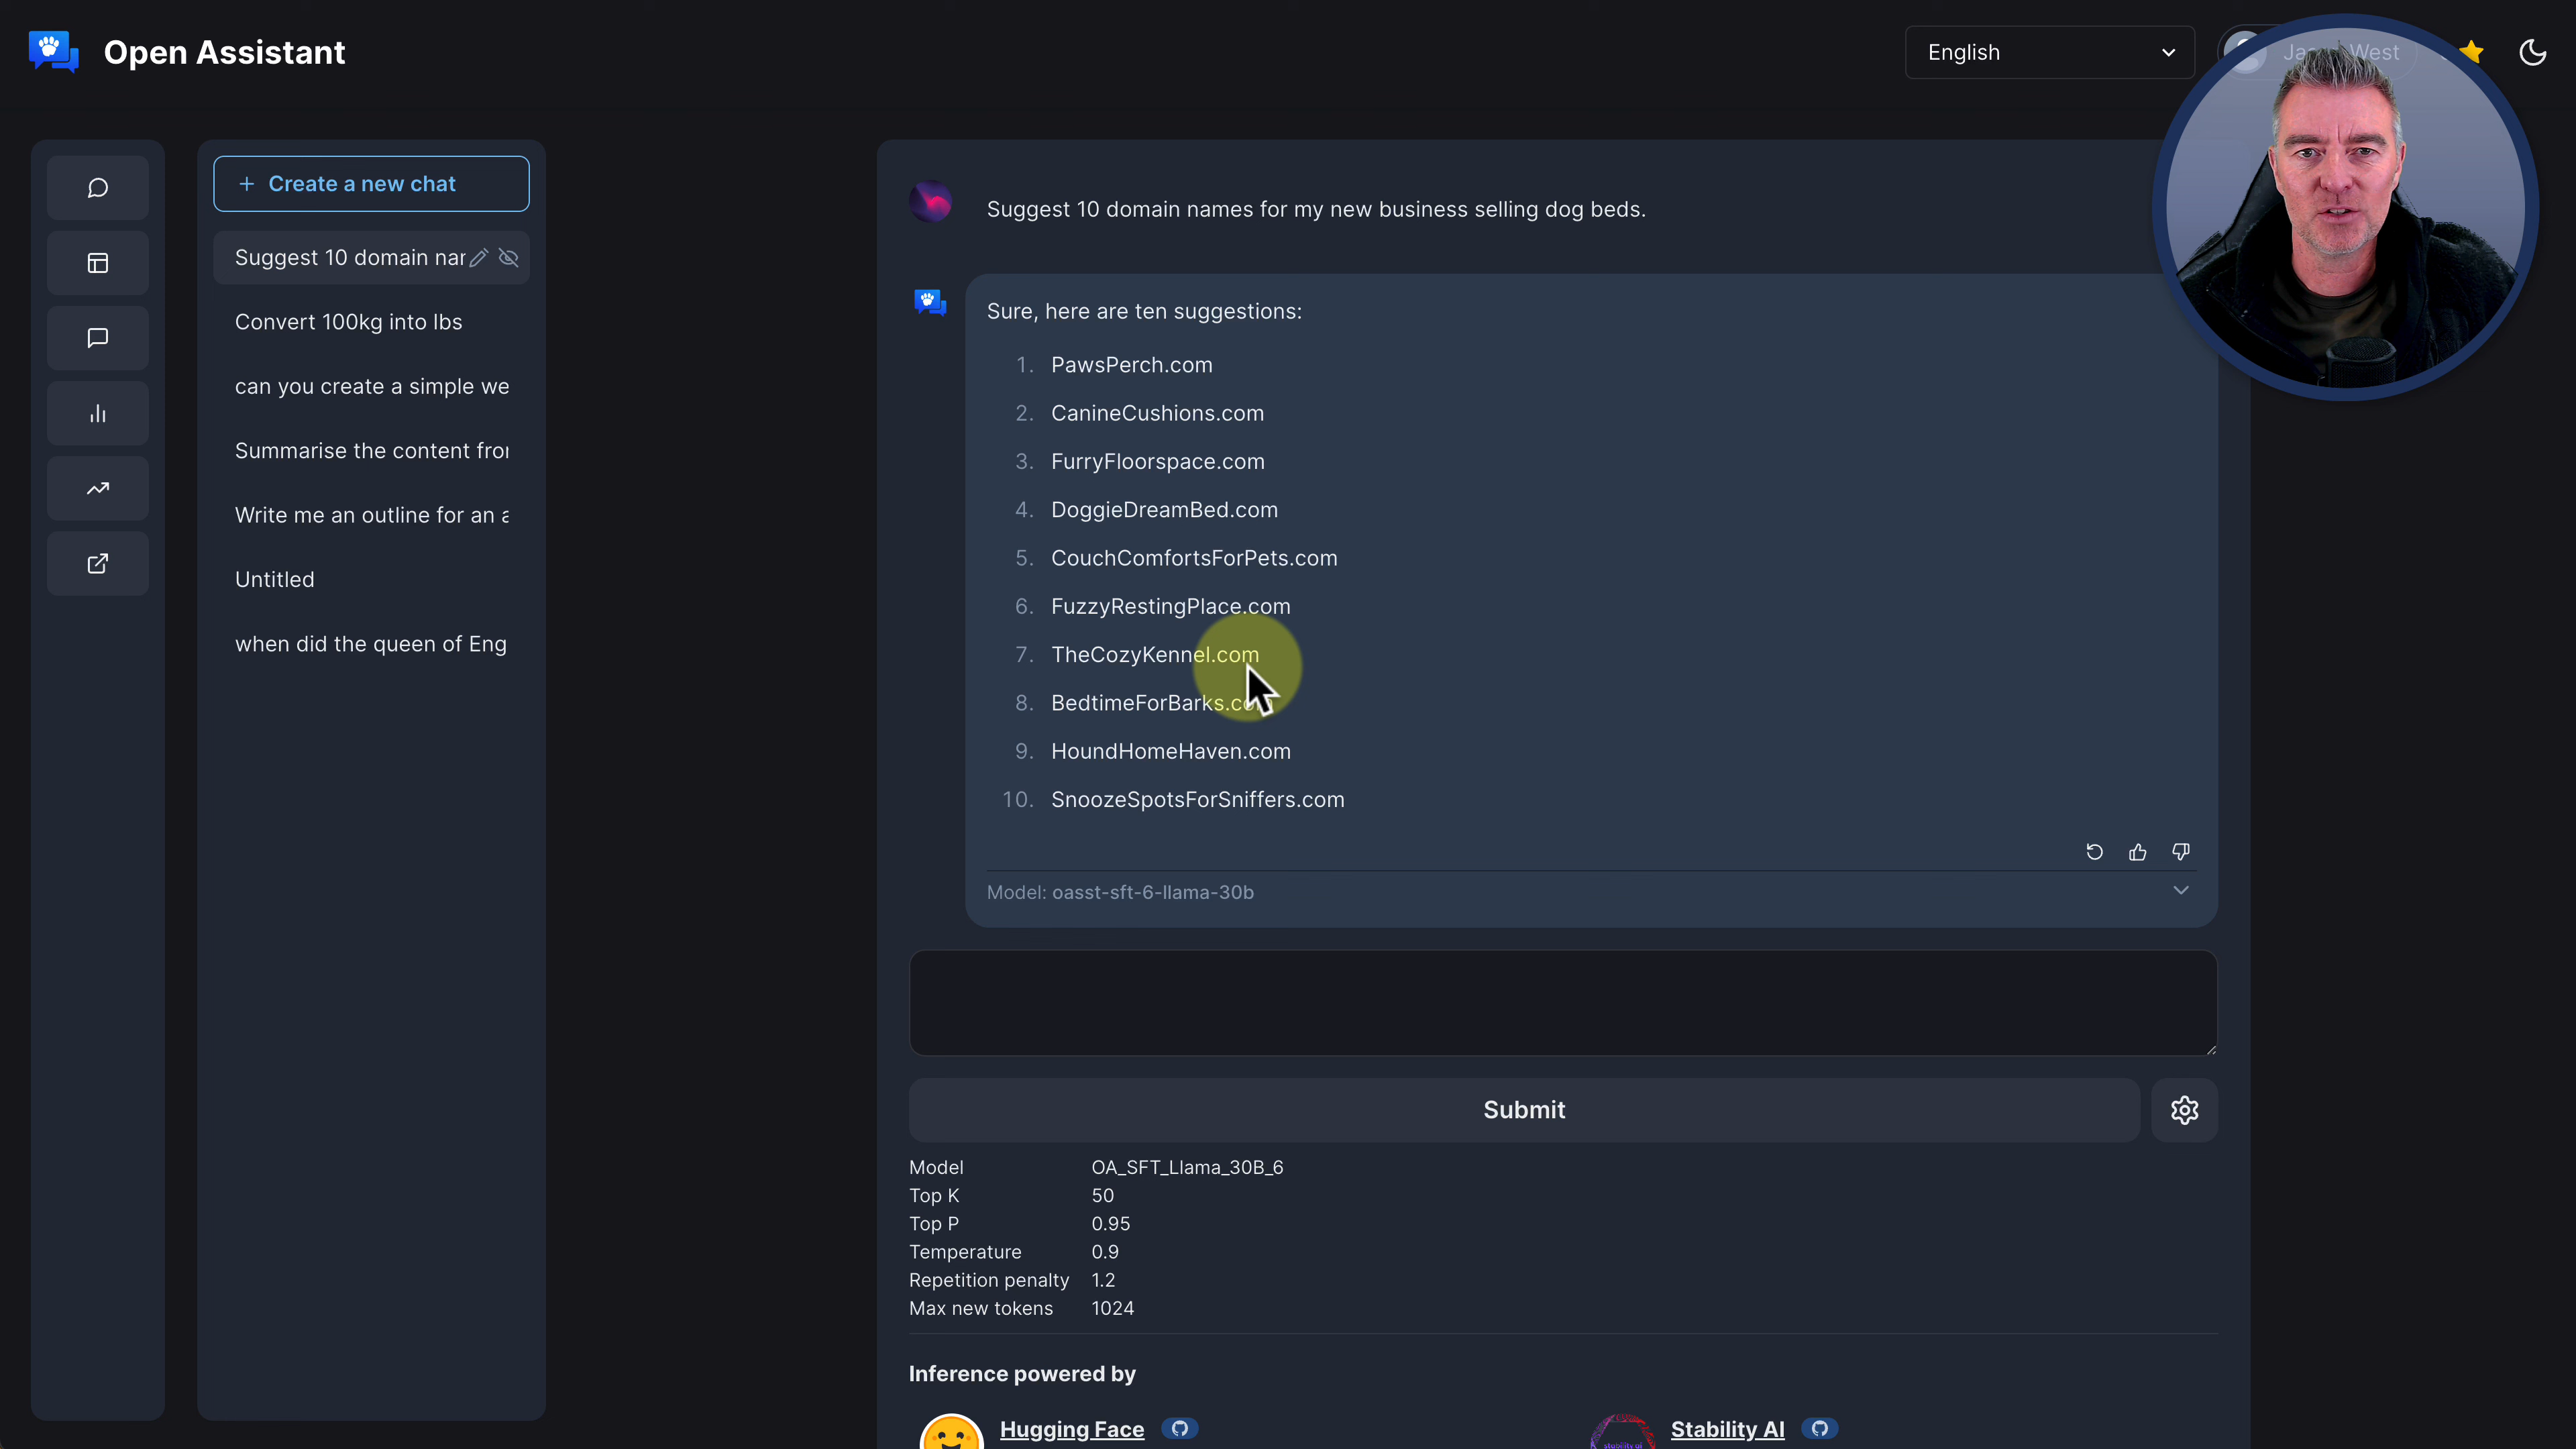 Open Assistant
English
West
Create a new chat
Suggest 10 domain nar
Convert 100kg into lbs
can you create a simple we
Summarise the content fror
Write me an outline for an a
Untitled
when did the queen of Eng
Suggest 10 domain names for my new business selling dog beds.
Sure, here are ten suggestions:
1. PawsPerch.com
2. CanineCushions.com
3. FurryFloorspace.com
4. DoggieDreamBed.com
5. CouchComfortsForPets.com
6. FuzzyRestingPlace.com
7. TheCozyKennel.com
8. BedtimeForBarks.com
9. HoundHomeHaven.com
10. SnoozeSpotsForSniffers.com
Model: oasst-sft-6-llama-30b
Submit
Model OA_SFT_Llama_30B_6
Top K 50
Top P 0.95
Temperature 0.9
Repetition penalty 1.2
Max new tokens 1024
Inference powered by
Hugging Face
Stability AI
stability ai